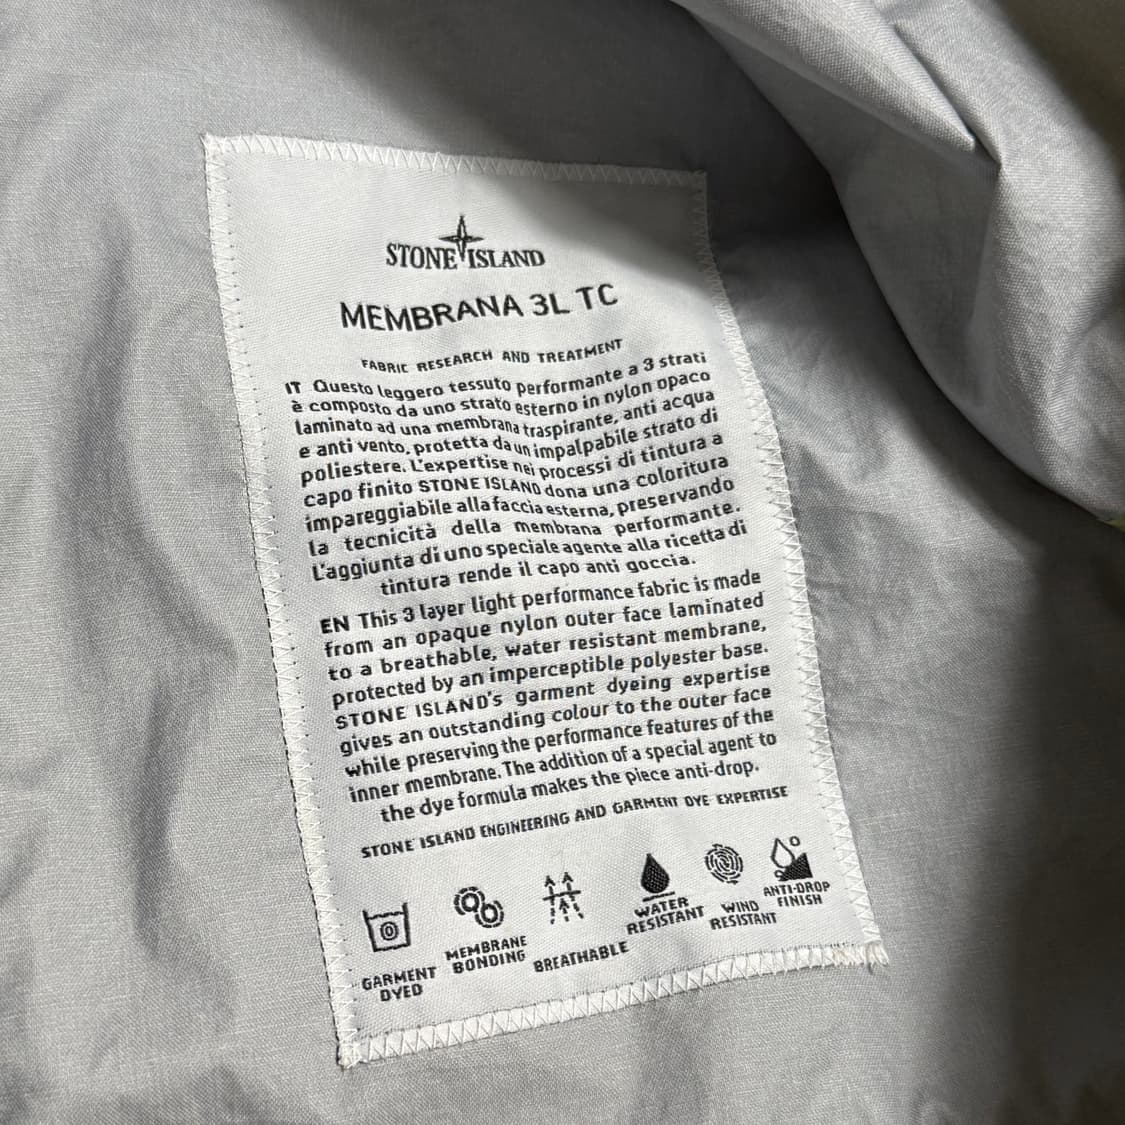 STONE ISLAND
MEMBRANA 3L TC
FABRIC RESEARCH AND TREATMENT
IT Questo leggero tessuto performante a 3 strati
è composto da uno strato esterno in nylon opaco
laminato ad una membrana traspirante, anti acqua
e anti vento, protetta da un impalpabile strato di
poliestere. L'expertise nei processi di tintura a
capo finito STONE ISLAND dona una coloritura
impareggiabile alla faccia esterna, preservando
la tecnicità della membrana performante.
L'aggiunta di uno speciale agente alla ricetta di
tintura rende il capo anti goccia.
EN This 3 layer light performance fabric is made
from an opaque nylon outer face laminated
to a breathable, water resistant membrane,
protected by an imperceptible polyester base.
STONE ISLAND's garment dyeing expertise
gives an outstanding colour to the outer face
while preserving the performance features of the
inner membrane. The addition of a special agent to
the dye formula makes the piece anti-drop.
STONE ISLAND ENGINEERING AND GARMENT DYE EXPERTISE
GARMENT
DYED
MEMBRANE
BONDING
BREATHABLE
WATER
RESISTANT
WIND
RESISTANT
ANTI-DROP
FINISH